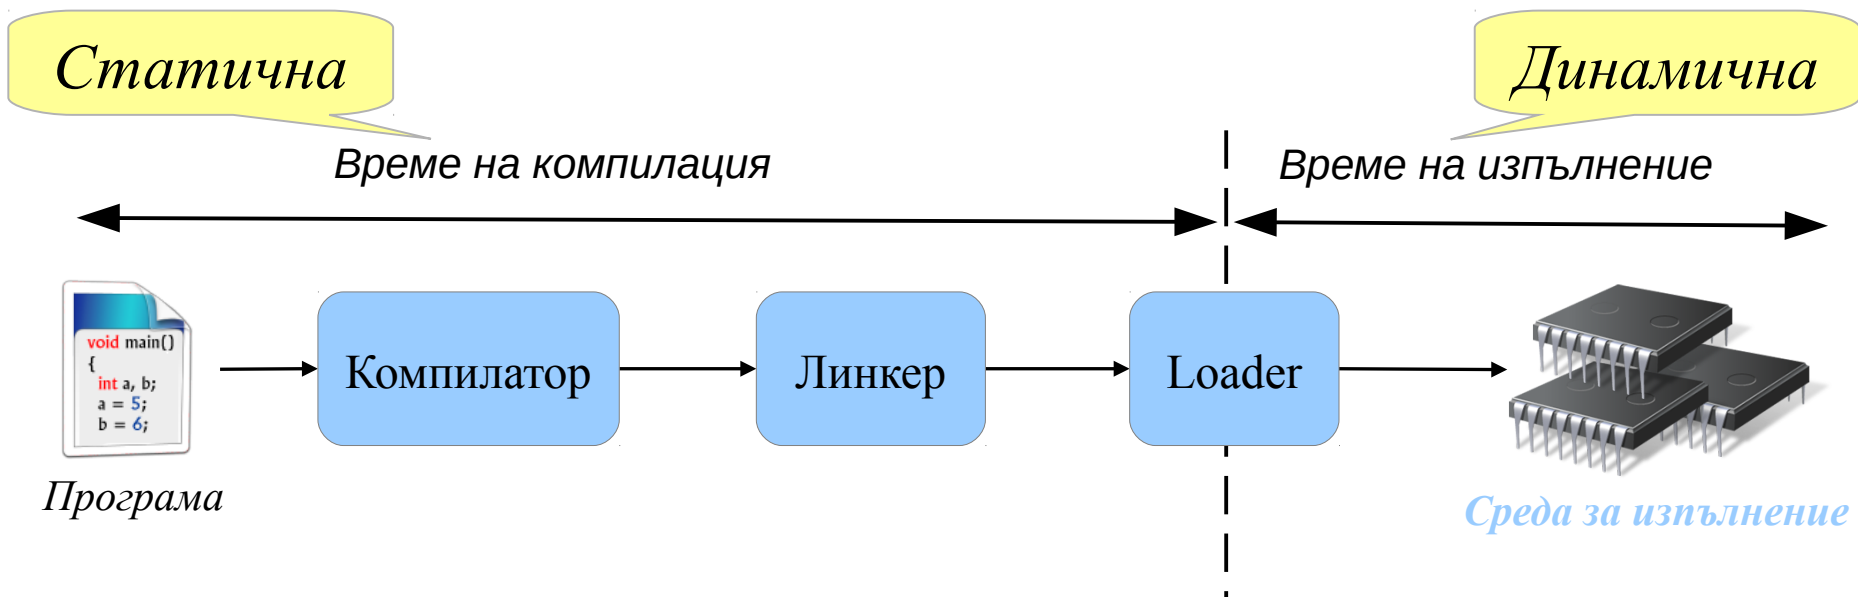 Статична
Динамична
Време на компилация
Време на изпълнение
void main()
{
int a, b;
a = 5;
b = 6;
Компилатор
Линкер
Loader
Програма
Среда за изпълнение